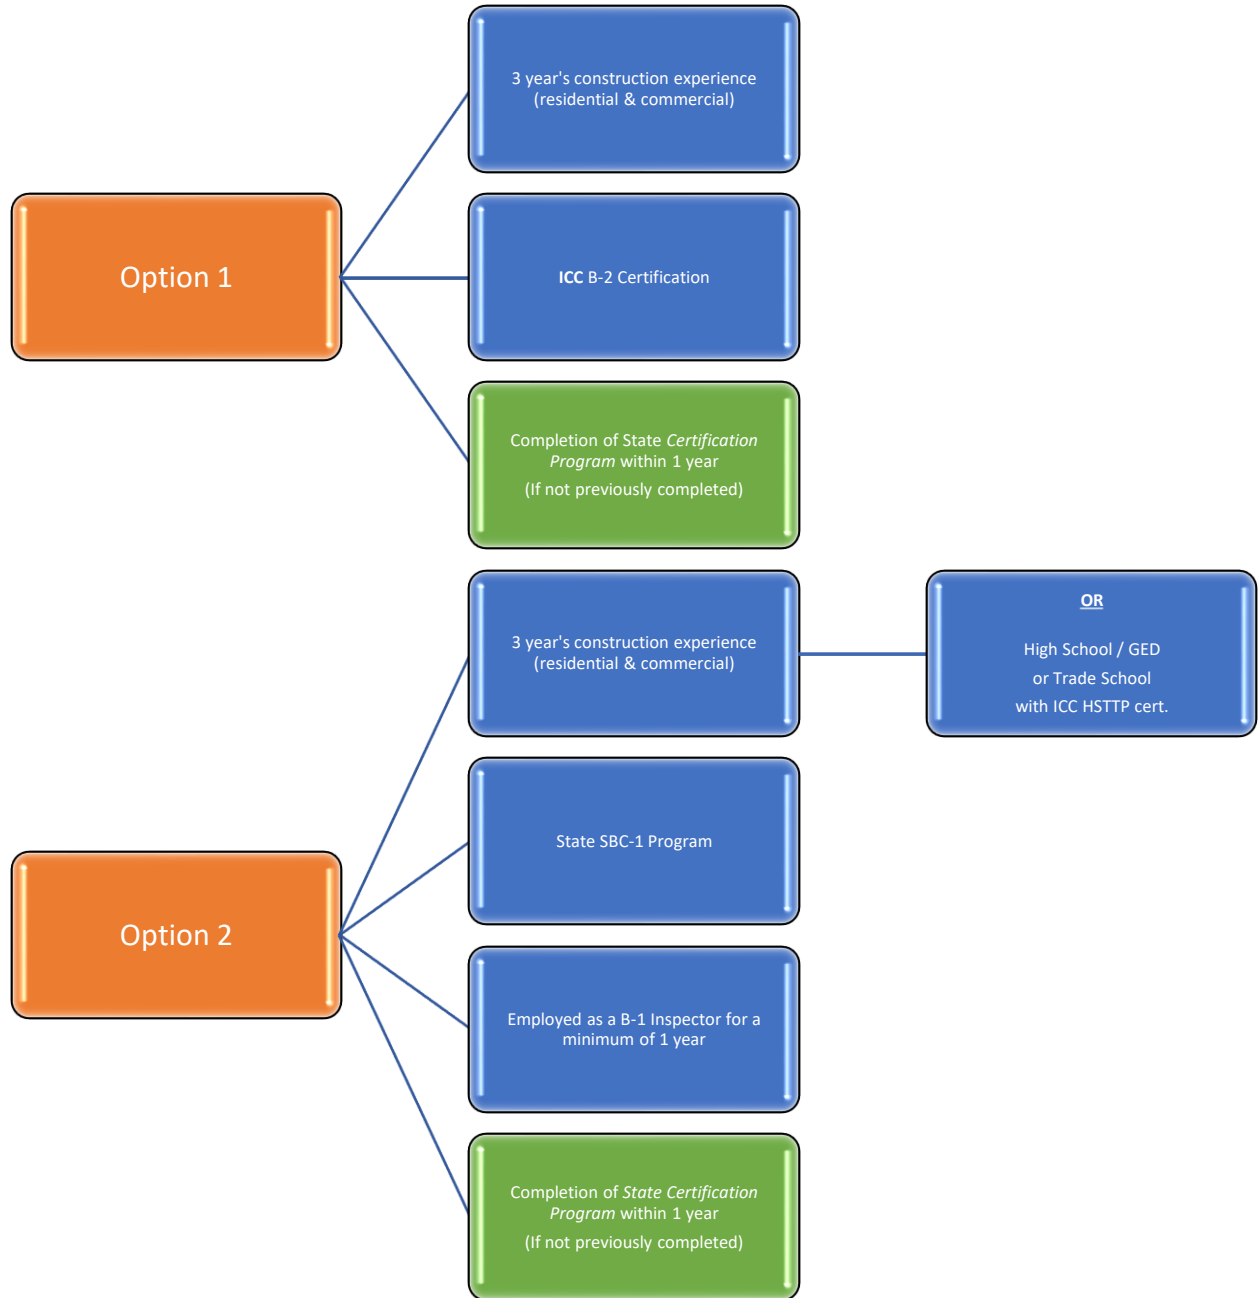 3 year's construction experience
(residential & commercial)
Option 1
ICC B-2 Certification
Completion of State Certification
Program within 1 year
(If not previously completed)
3 year's construction experience
(residential & commercial)
OR
High School / GED
or Trade School
with ICC HSTTP cert.
State SBC-1 Program
Option 2
Employed as a B-1 Inspector for a
minimum of 1 year
Completion of State Certification
Program within 1 year
(If not previously completed)